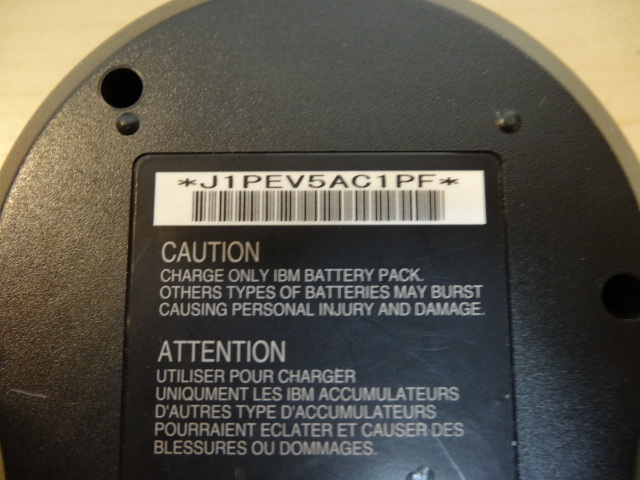 *J1PEV5AC1PF*
CAUTION
CHARGE ONLY IBM BATTERY PACK.
OTHERS TYPES OF BATTERIES MAY BURST
CAUSING PERSONAL INJURY AND DAMAGE.
ATTENTION
UTILISER POUR CHARGER
UNIQUMENT LES IBM ACCUMULATEURS
D'AUTRES TYPE D'ACCUMULATEURS
POURRAIENT ECLATER ET CAUSER DES
BLESSURES OU DOMMAGES.